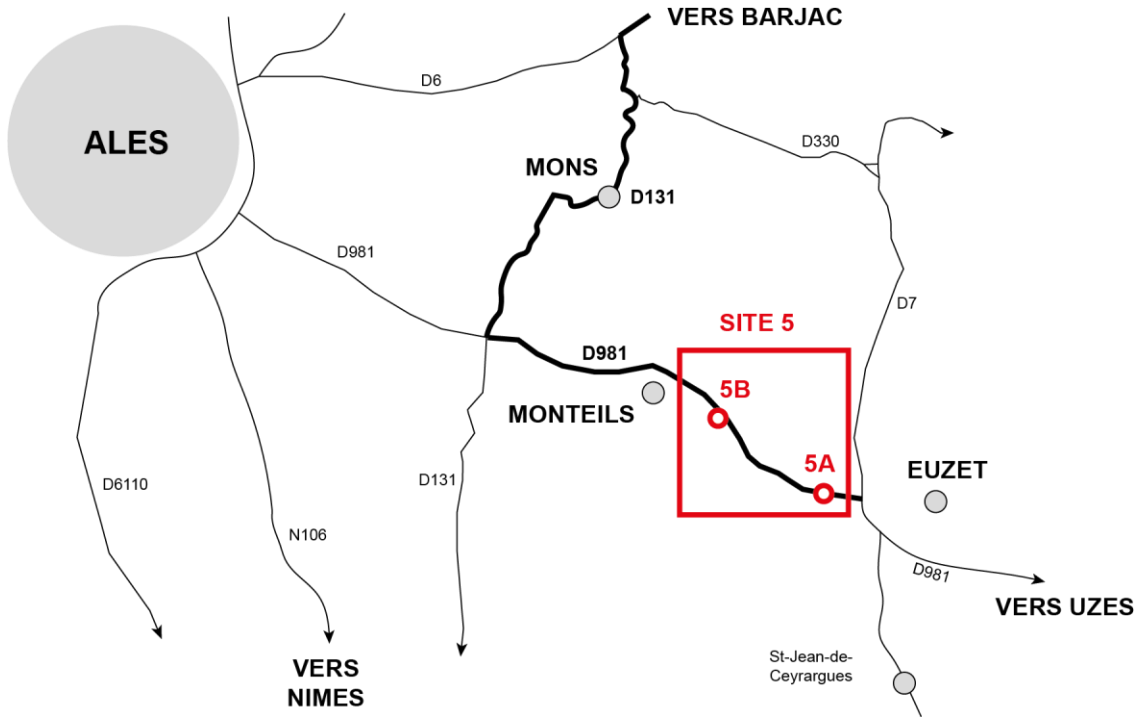 VERS BARJAC
D6
ALES
D330
MONS
D131
D981
D7
SITE 5
D981
5B
MONTEILS
5A
EUZET
D131
D6110
N106
D981
VERS UZES
VERS
NIMES
St-Jean-de-
Ceyrargues